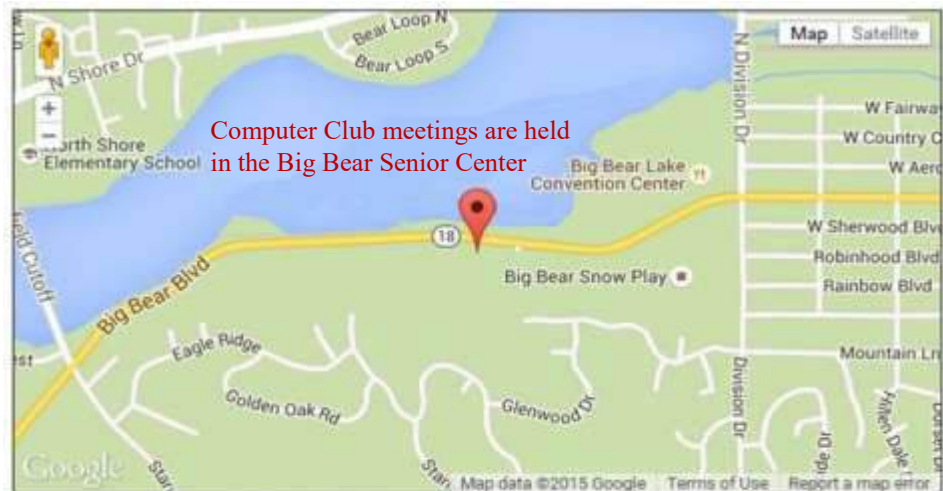 Bear Loop N
Bear Loop S
N Shore Dr
N Division Dr
Map
Satellite
+
−
Computer Club meetings are held
in the Big Bear Senior Center
Elementary School
Shore
Big Bear Lake
Convention Center
W Fairway
W Country C
W Aero
18
W Sherwood Blv
Robinhood Blvd
Rainbow Blvd
Big Bear Snow Play
Cutoff
Big Bear Blvd
Eagle Ridge
Golden Oak Rd
Glenwood Dr
Division Dr
Mountain Ln
Google
Map data ©2015 Google
Terms of Use
Report a map error